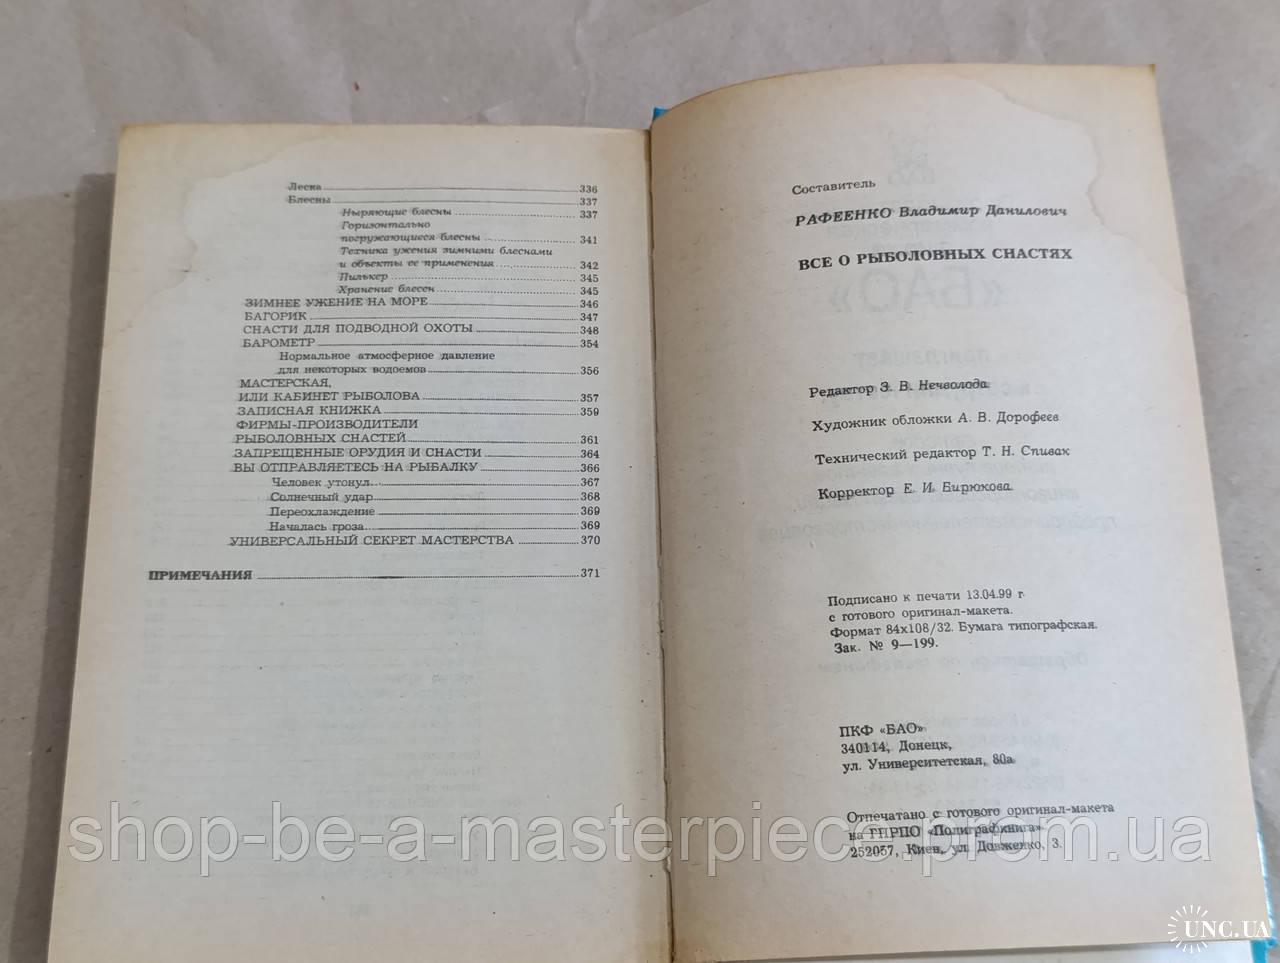 Леска 336
Блесны 337
Ныряющие блесны 337
Горизонтально
погружающиеся блесны 341
Техника ужения зимними блеснами
и объекты ее применения 342
Пилькер 345
Хранение блесен 345
ЗИМНЕЕ УЖЕНИЕ НА МОРЕ 346
БАГОРИК 347
СНАСТИ ДЛЯ ПОДВОДНОЙ ОХОТЫ 348
БАРОМЕТР 354
Нормальное атмосферное давление
для некоторых водоемов 356
МАСТЕРСКАЯ,
ИЛИ КАБИНЕТ РЫБОЛОВА 357
ЗАПИСНАЯ КНИЖКА 359
ФИРМЫ-ПРОИЗВОДИТЕЛИ
РЫБОЛОВНЫХ СНАСТЕЙ 361
ЗАПРЕЩЕННЫЕ ОРУДИЯ И СНАСТИ 364
ВЫ ОТПРАВЛЯЕТЕСЬ НА РЫБАЛКУ 366
Человек утонул... 367
Солнечный удар 368
Переохлаждение 369
Началась гроза 369
УНИВЕРСАЛЬНЫЙ СЕКРЕТ МАСТЕРСТВА 370
ПРИМЕЧАНИЯ 371
Составитель
РАФЕЕНКО Владимир Данилович
ВСЕ О РЫБОЛОВНЫХ СНАСТЯХ
Редактор Э. В. Нечволода
Художник обложки А. В. Дорофеев
Технический редактор Т. Н. Спивак
Корректор Е. И. Бирюкова
Подписано к печати 13.04.99 г.
с готового оригинал-макета.
Формат 84х108/32. Бумага типографская.
Зак. № 9—199.
ПКФ «БАО»
340114, Донецк,
ул. Университетская, 80а
Отпечатано с готового оригинал-макета
на ГПРПО «Полиграфкнига».
252057, Киев, ул. Довженко, 3.
shop-be-a-masterpiece.prom.ua
UNC.UA